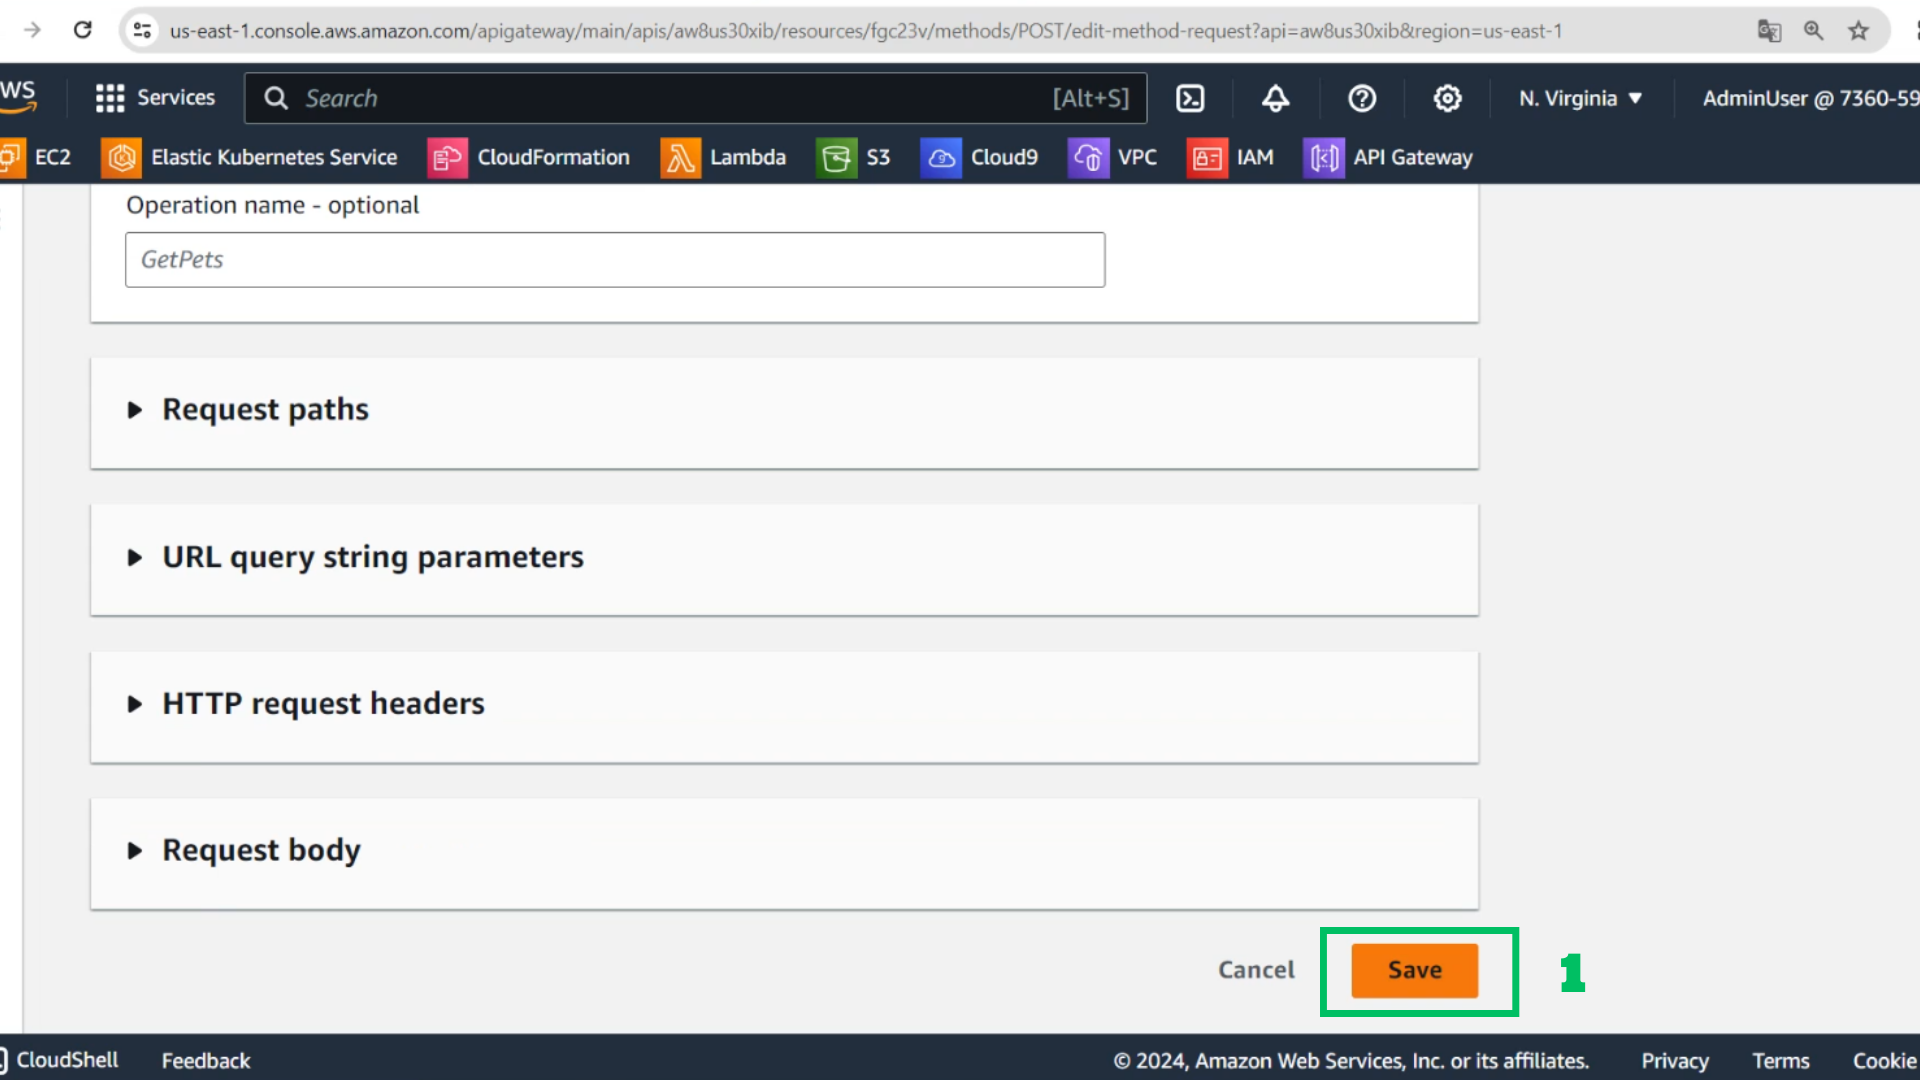 us-east-1.console.aws.amazon.com/apigateway/main/apis/aw8us30xib/resources/fgc23v/methods/POST/edit-method-request?api=aw8us30xib&region=us-east-1
Services Search [Alt+S] N. Virginia AdminUser @ 7360-59
EC2 Elastic Kubernetes Service CloudFormation Lambda S3 Cloud9 VPC IAM API Gateway
Operation name - optional
GetPets
Request paths
URL query string parameters
HTTP request headers
Request body
Cancel Save 1
CloudShell Feedback © 2024, Amazon Web Services, Inc. or its affiliates. Privacy Terms Cookie